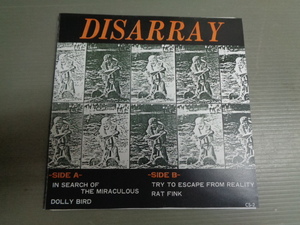 DISARRAY
-SIDE A-
IN SEARCH OF
THE MIRACULOUS
DOLLY BIRD
-SIDE B-
TRY TO ESCAPE FROM REALITY
RAT FINK